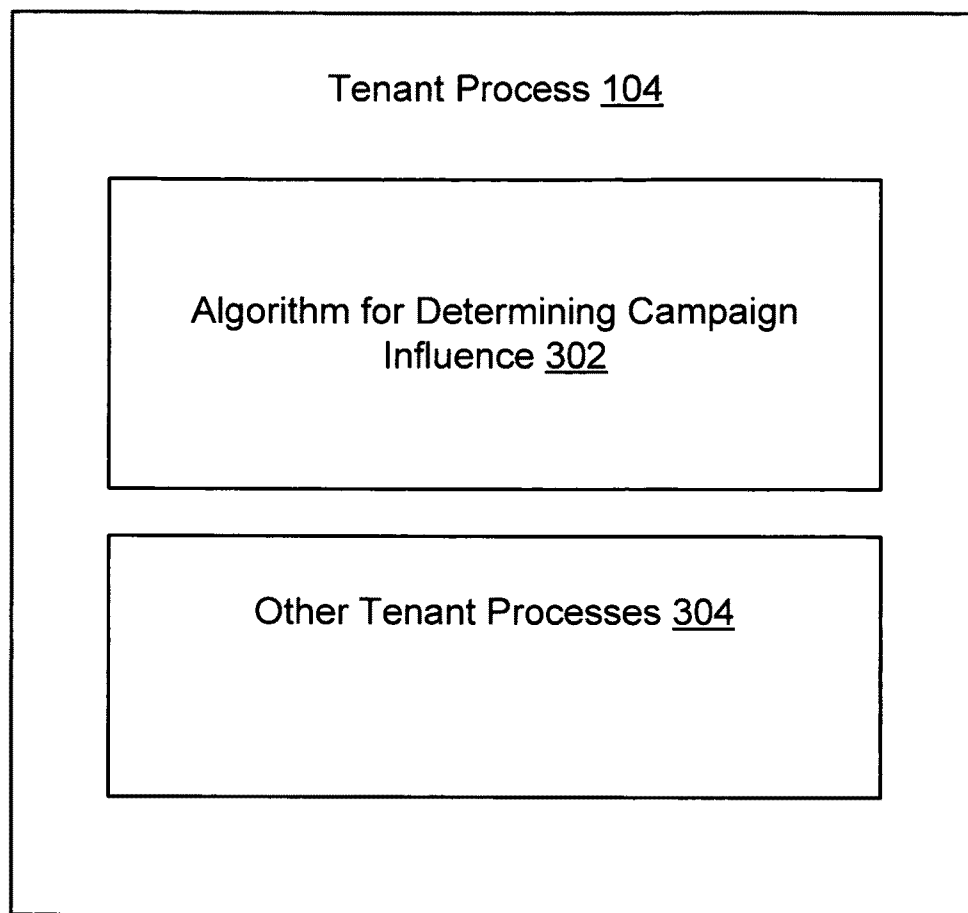 Tenant Process 104
Algorithm for Determining Campaign
Influence 302
Other Tenant Processes 304